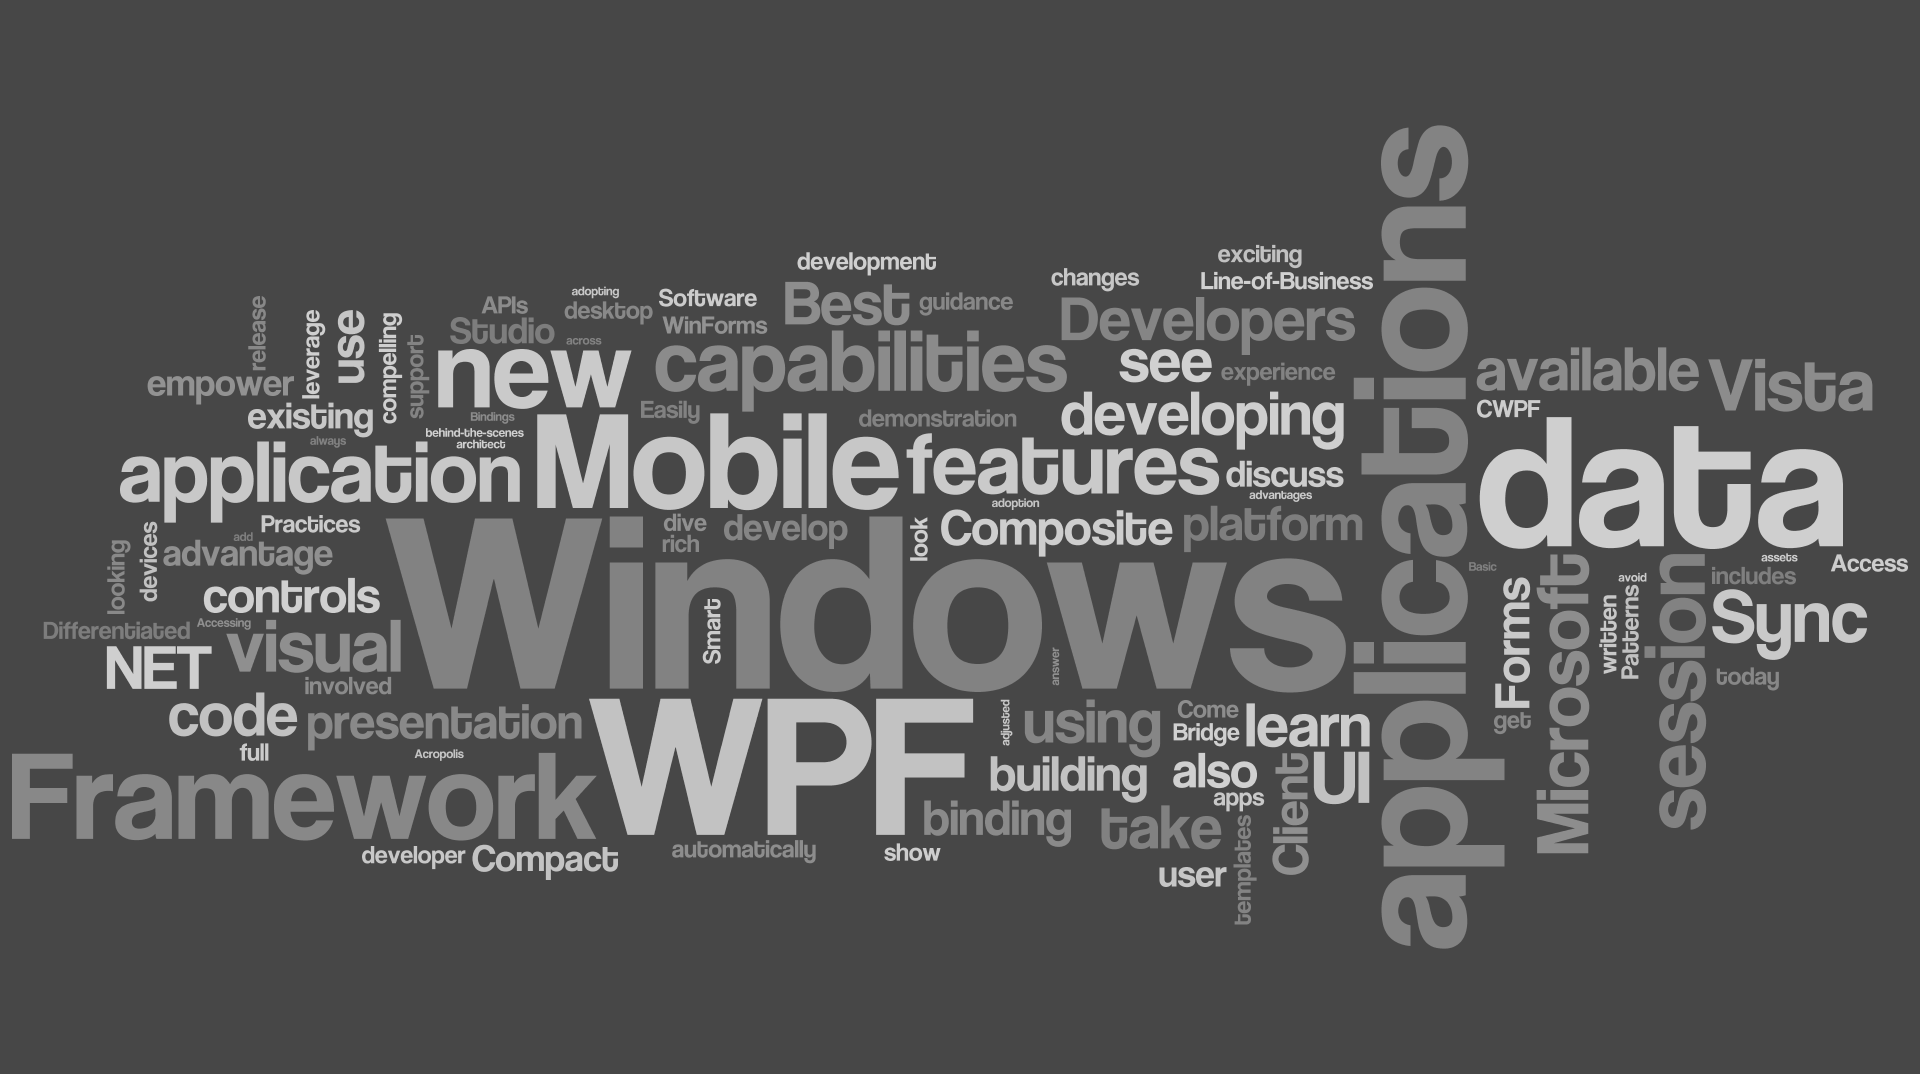 development
exciting
changes
Line-of-Business
release
APIs
adopting
desktop
Software
Best
guidance
leverage
use
compelling
support
Studio
WinForms
Developers
across
empower
new
capabilities
see
experience
applications
available
Vista
existing
Bindings
Easily
demonstration
developing
CWPF
always
behind-the-scenes
architect
application
Mobile
features
discuss
advantages
data
adoption
Practices
dive
rich
develop
look
Composite
platform
looking
devices
add
advantage
Windows
Basic
assets
Access
controls
Smart
Forms
Microsoft
written
avoid
Patterns
session
includes
Sync
Differentiated
Accessing
visual
NET
involved
answer
today
code
presentation
WPF
adjusted
using
Come
Bridge
learn
get
full
Acropolis
Framework
building
also
apps
Client
UI
binding
take
templates
developer
Compact
automatically
show
user